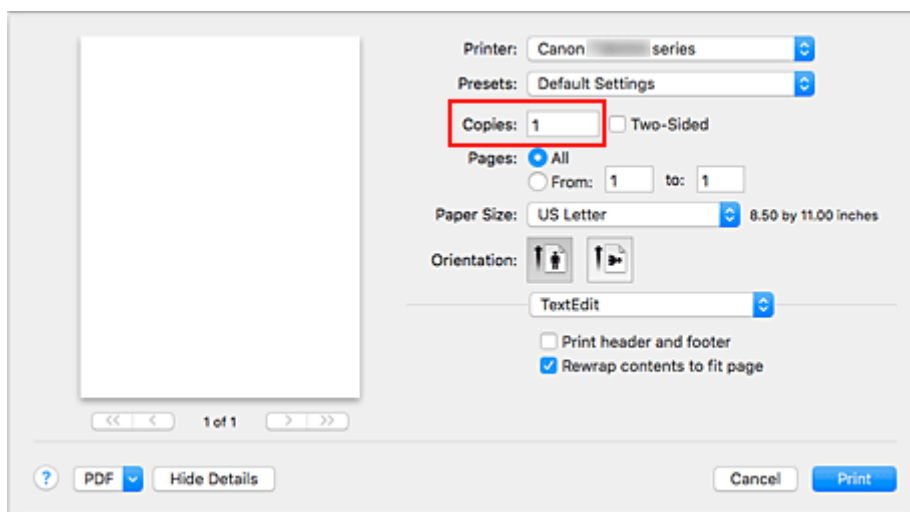 Printer: Canon series
Presets: Default Settings
Copies: 1 Two-Sided
Pages: All
From: 1 to: 1
Paper Size: US Letter 8.50 by 11.00 inches
Orientation:
TextEdit
Print header and footer
Rewrap contents to fit page
<< < 1 of 1 > >>
? PDF Hide Details Cancel Print